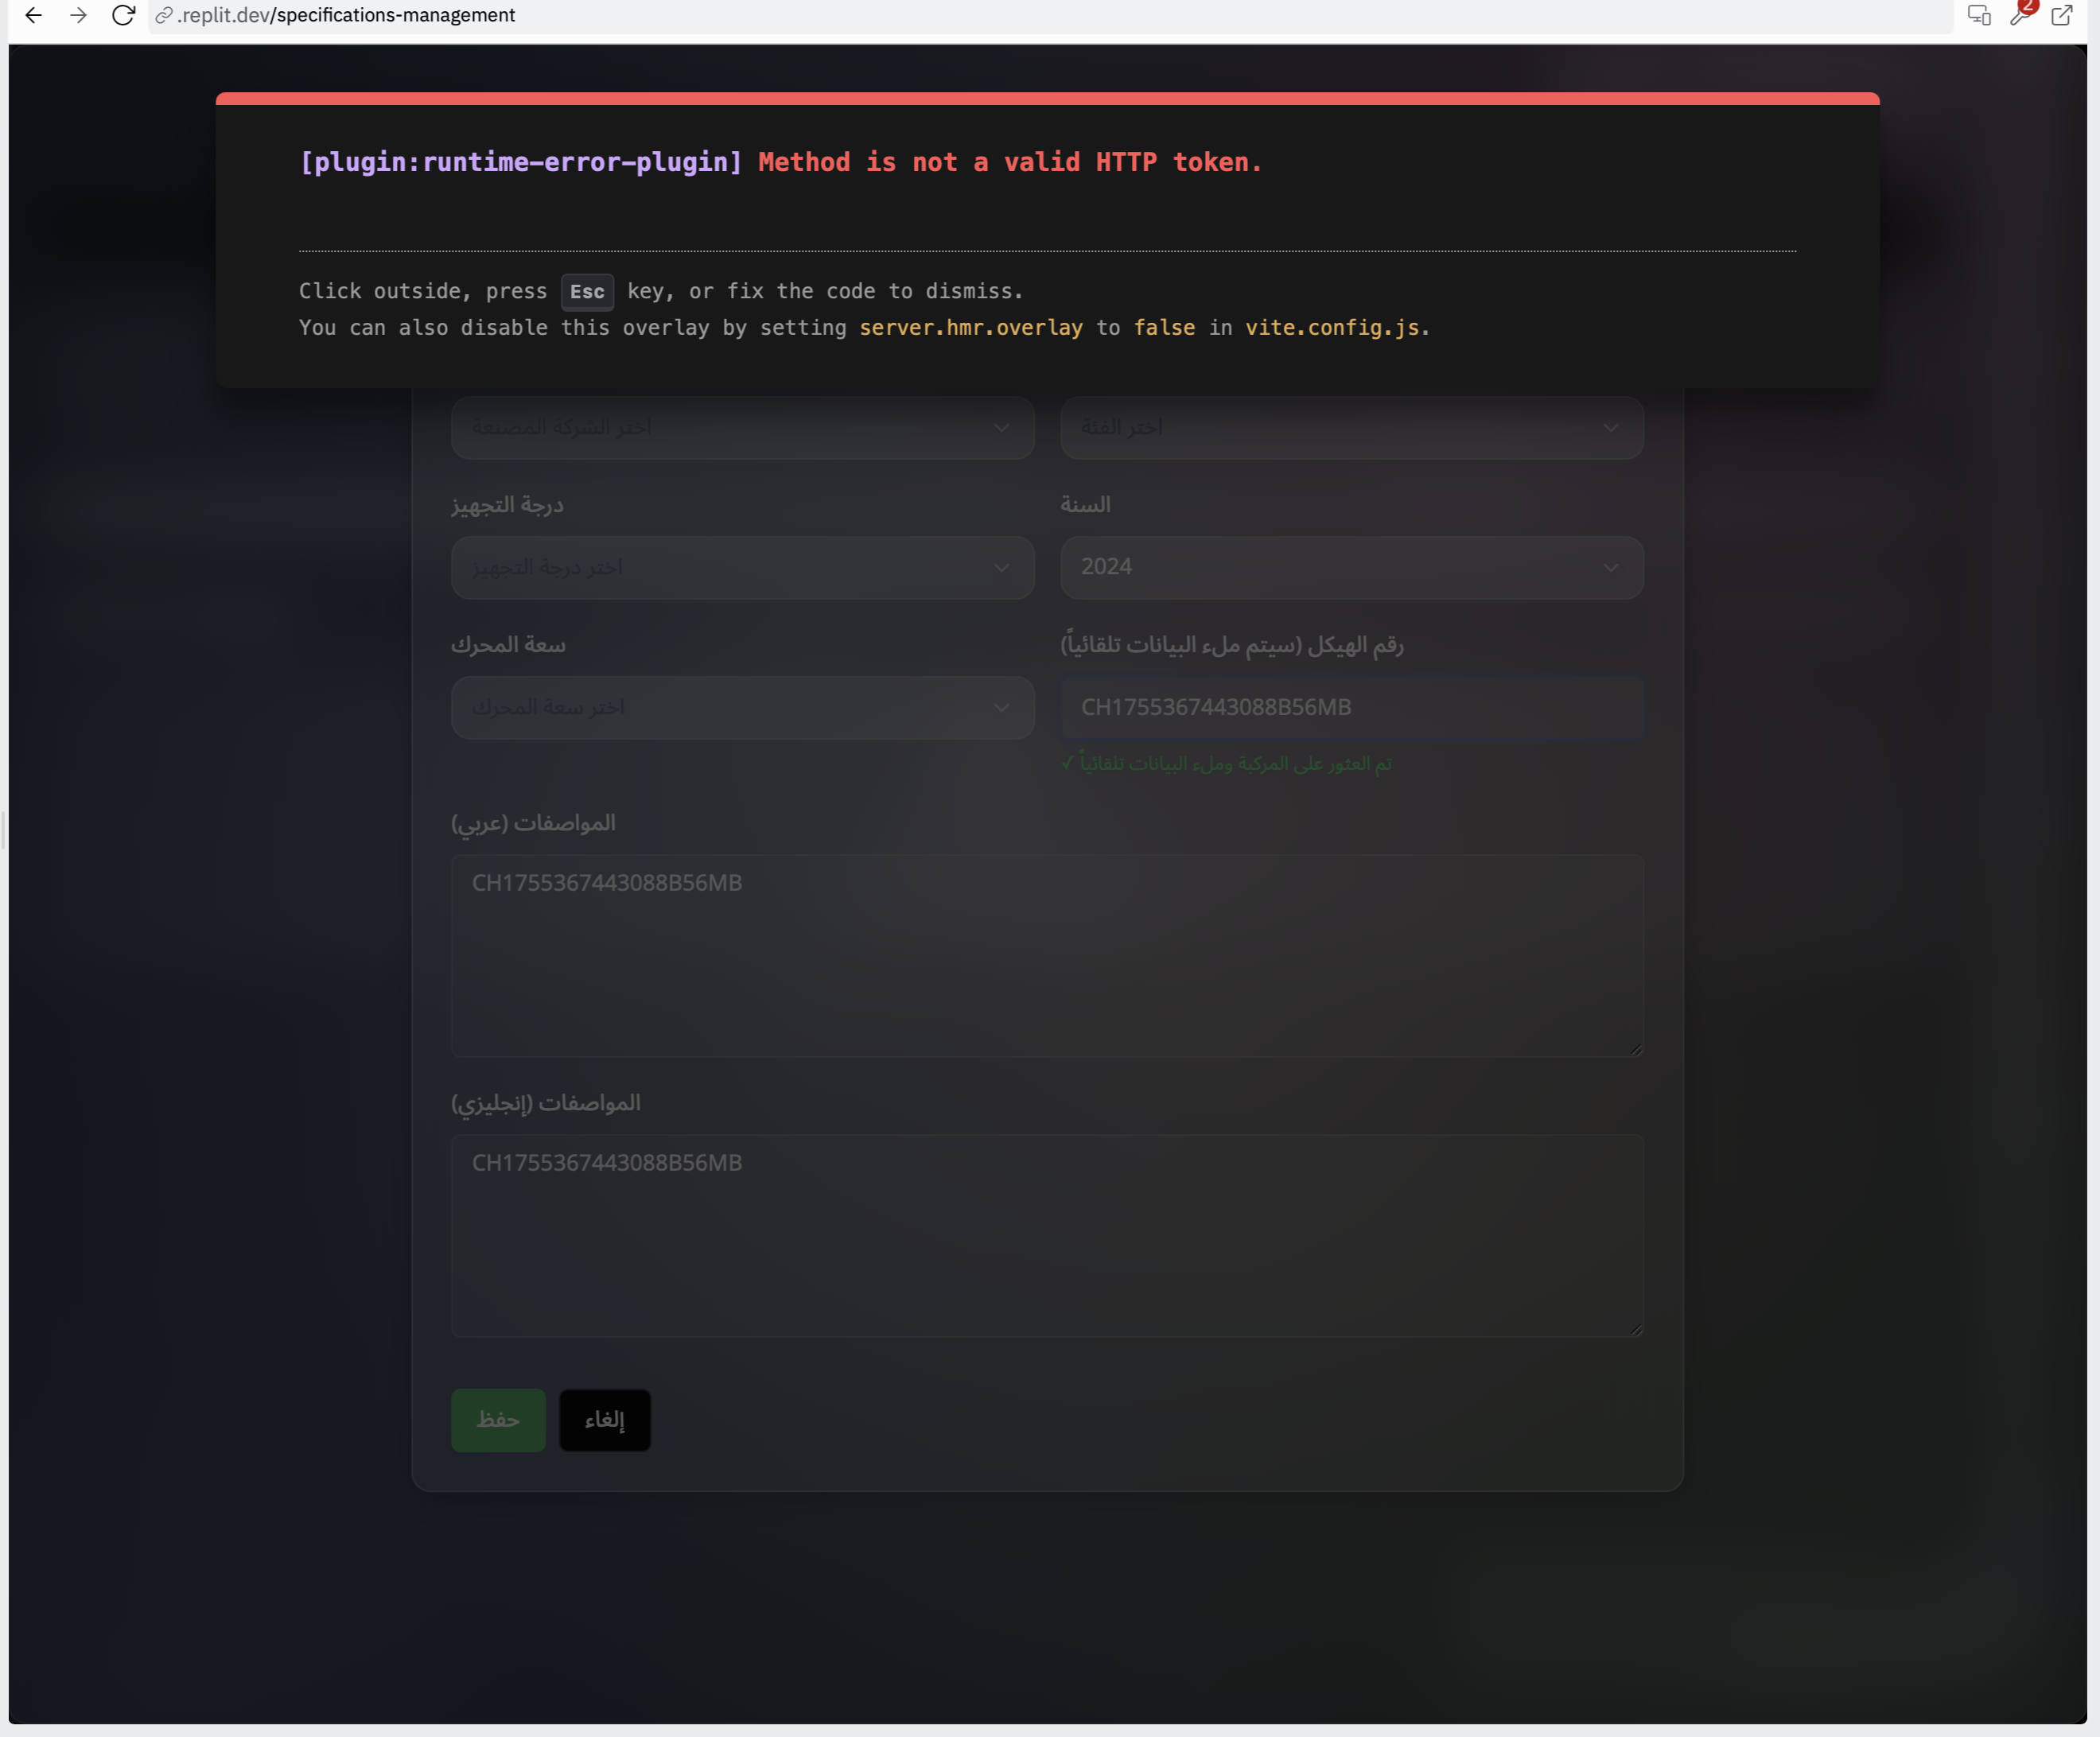 .replit.dev/specifications-management
2
[plugin:runtime-error-plugin] Method is not a valid HTTP token.
Click outside, press Esc key, or fix the code to dismiss.
You can also disable this overlay by setting server.hmr.overlay to false in vite.config.js.
اختر الشركة المصنعة
اختر الفئة
درجة التجهيز
السنة
اختر درجة التجهيز
2024
سعة المحرك
رقم الهيكل (سيتم ملء البيانات تلقائياً)
اختر سعة المحرك
CH1755367443088B56MB
تم العثور على المركبة وملء البيانات تلقائياً ✓
المواصفات (عربي)
CH1755367443088B56MB
المواصفات (إنجليزي)
CH1755367443088B56MB
حفظ
إلغاء